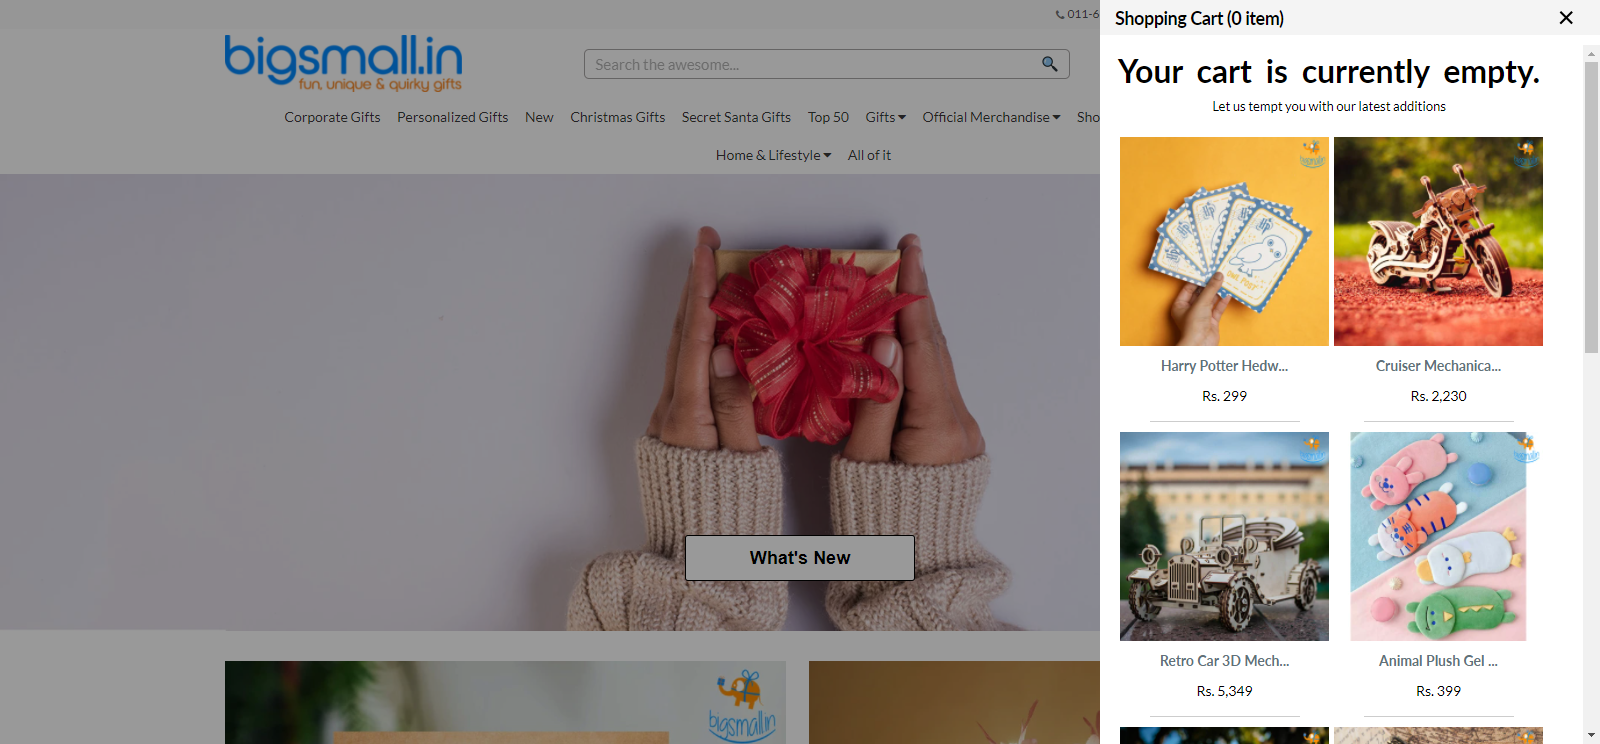 011-6
bigsmall.in
fun, unique & quirky gifts
Search the awesome...
Corporate Gifts Personalized Gifts New Christmas Gifts Secret Santa Gifts Top 50 Gifts Official Merchandise Sho
Home & Lifestyle All of it
What's New
bigsmall.in
Shopping Cart (0 item)
Your cart is currently empty.
Let us tempt you with our latest additions
OWL POST
Harry Potter Hedw...
Cruiser Mechanica...
Rs. 299
Rs. 2,230
Retro Car 3D Mech...
Animal Plush Gel ...
Rs. 5,349
Rs. 399